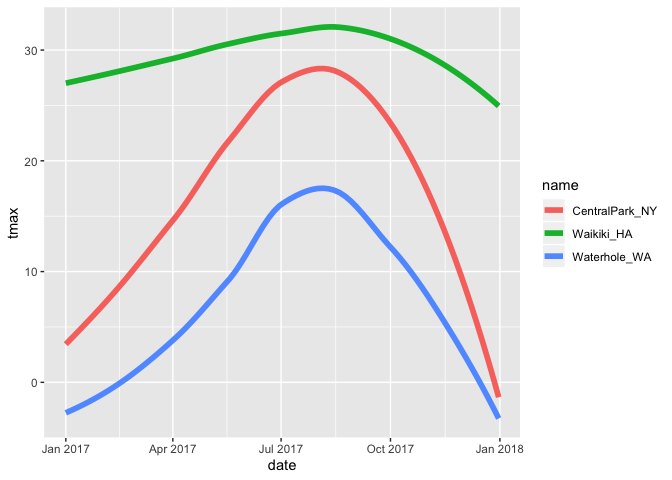 30
20
10
0
tmax
Jan 2017 Apr 2017 Jul 2017 Oct 2017 Jan 2018
date
name
CentralPark_NY
Waikiki_HA
Waterhole_WA